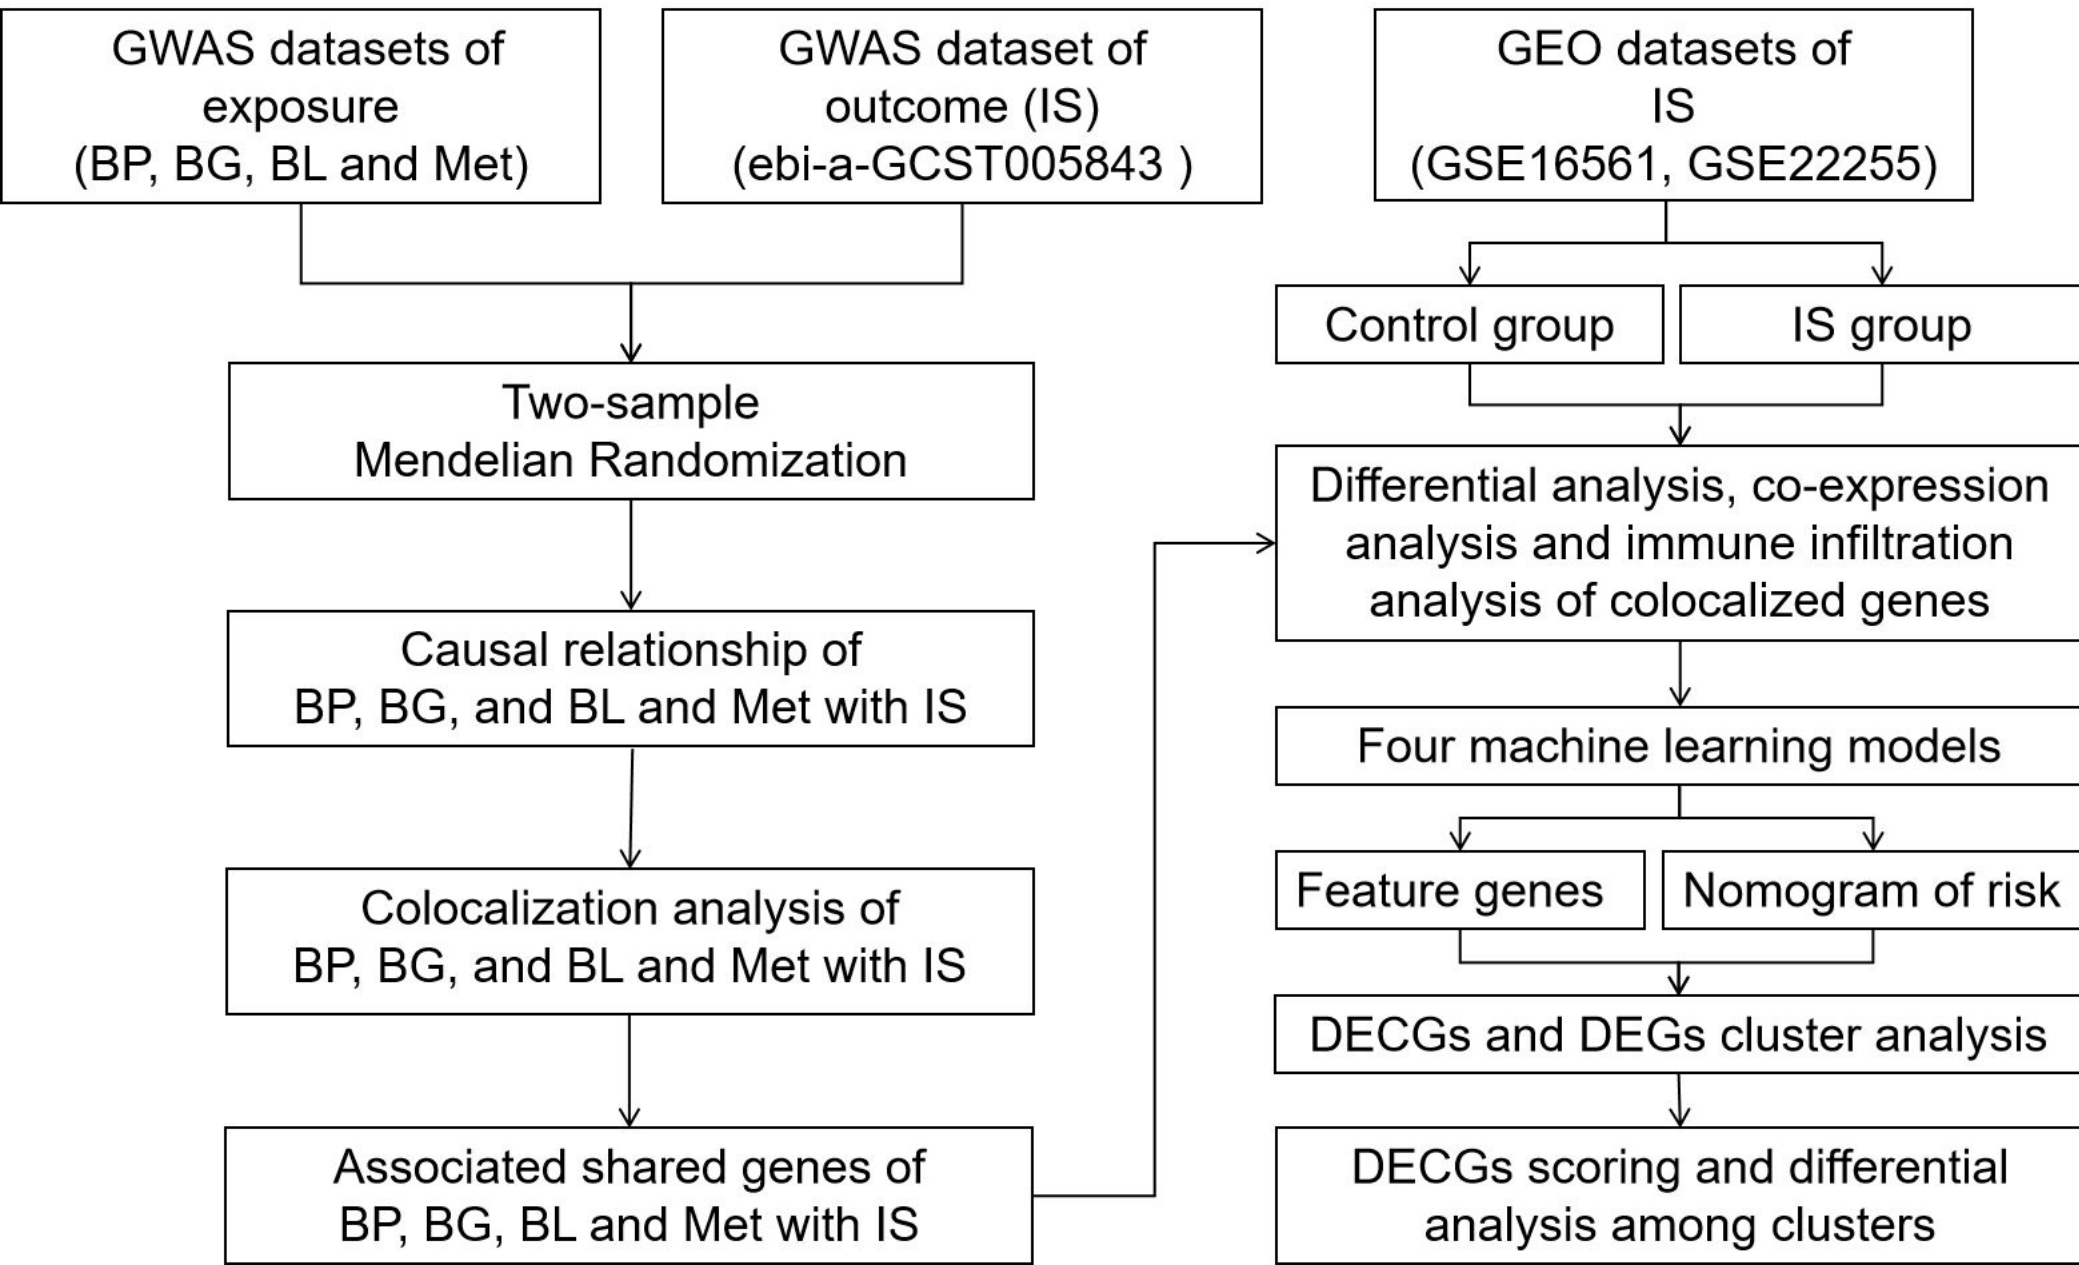 GWAS datasets of
exposure
(BP, BG, BL and Met)
GWAS dataset of
outcome (IS)
(ebi-a-GCST005843 )
Two-sample
Mendelian Randomization
Causal relationship of
BP, BG, and BL and Met with IS
Colocalization analysis of
BP, BG, and BL and Met with IS
Associated shared genes of
BP, BG, BL and Met with IS
GEO datasets of
IS
(GSE16561, GSE22255)
Control group
IS group
Differential analysis, co-expression
analysis and immune infiltration
analysis of colocalized genes
Four machine learning models
Feature genes
Nomogram of risk
DECGs and DEGs cluster analysis
DECGs scoring and differential
analysis among clusters